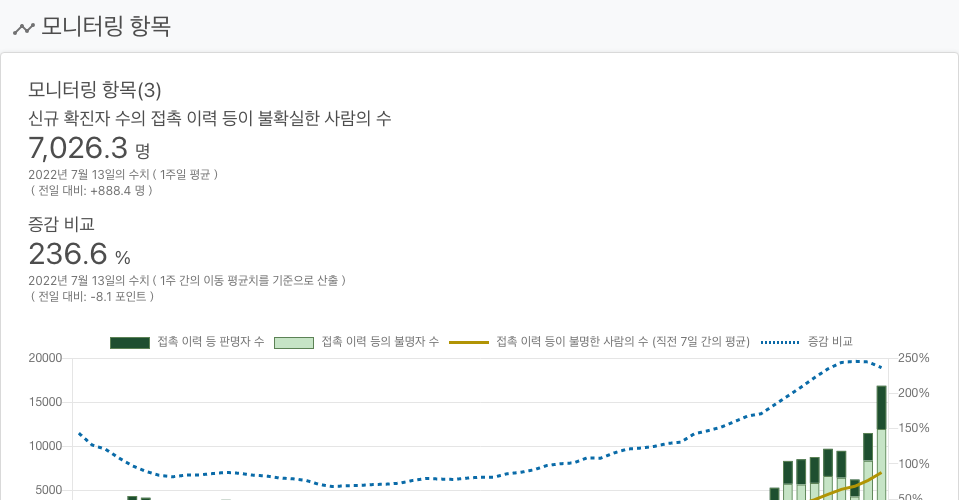 모니터링 항목
모니터링 항목(3)
신규 확진자 수의 접촉 이력 등이 불확실한 사람의 수
7,026.3 명
2022년 7월 13일의 수치 ( 1주일 평균 )
( 전일 대비: +888.4 명 )
증감 비교
236.6 %
2022년 7월 13일의 수치 ( 1주 간의 이동 평균치를 기준으로 산출 )
( 전일 대비: -8.1 포인트 )
접촉 이력 등 판명자 수 접촉 이력 등의 불명자 수 접촉 이력 등이 불명한 사람의 수 (직전 7일 간의 평균) 증감 비교
20000 250%
200%
15000
150%
10000
100%
5000
50%